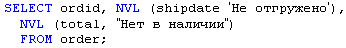 SELECT ordid, NVL (shipdate 'Не отгружено'),
NVL (total, "Нет в наличии")
FROM order;